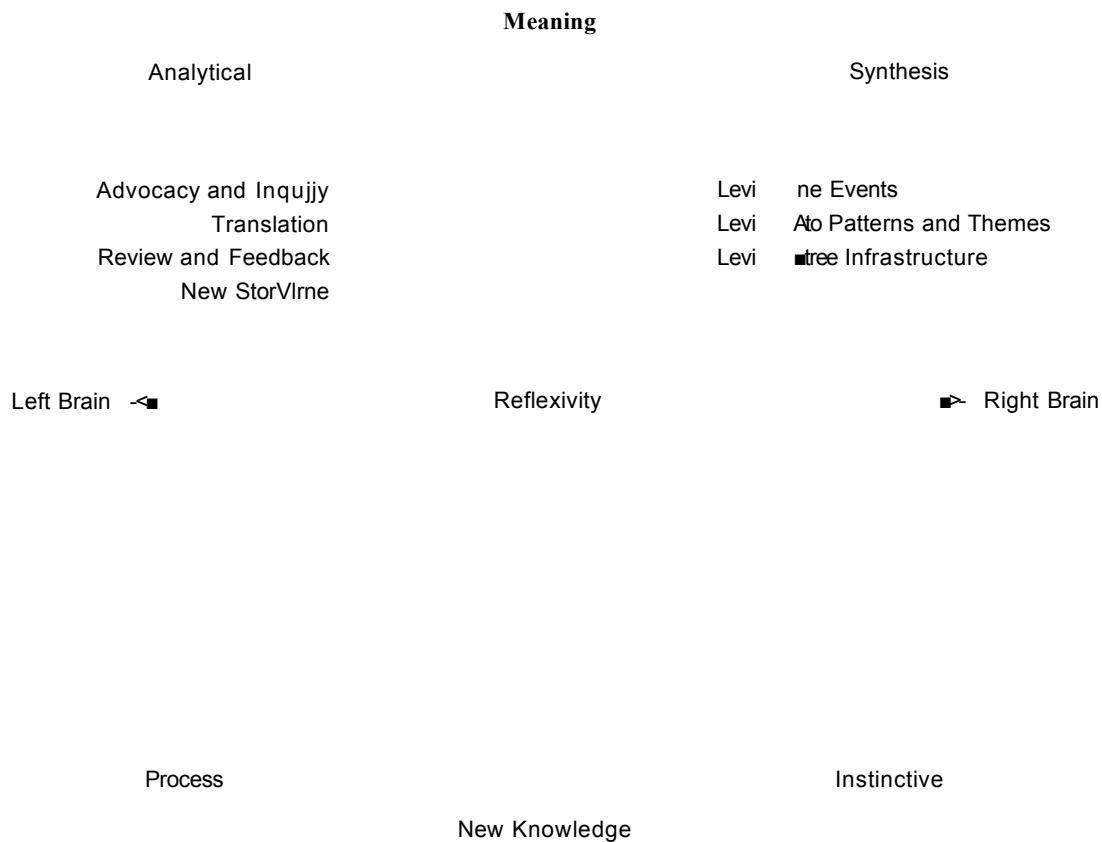 Meaning
Analytical Synthesis
Advocacy and Inqujjy Levi ne Events
Translation Levi Ato Patterns and Themes
Review and Feedback Levi ■tree Infrastructure
New StorVlrne
Left Brain -<■ Reflexivity ■>- Right Brain
Process Instinctive
New Knowledge